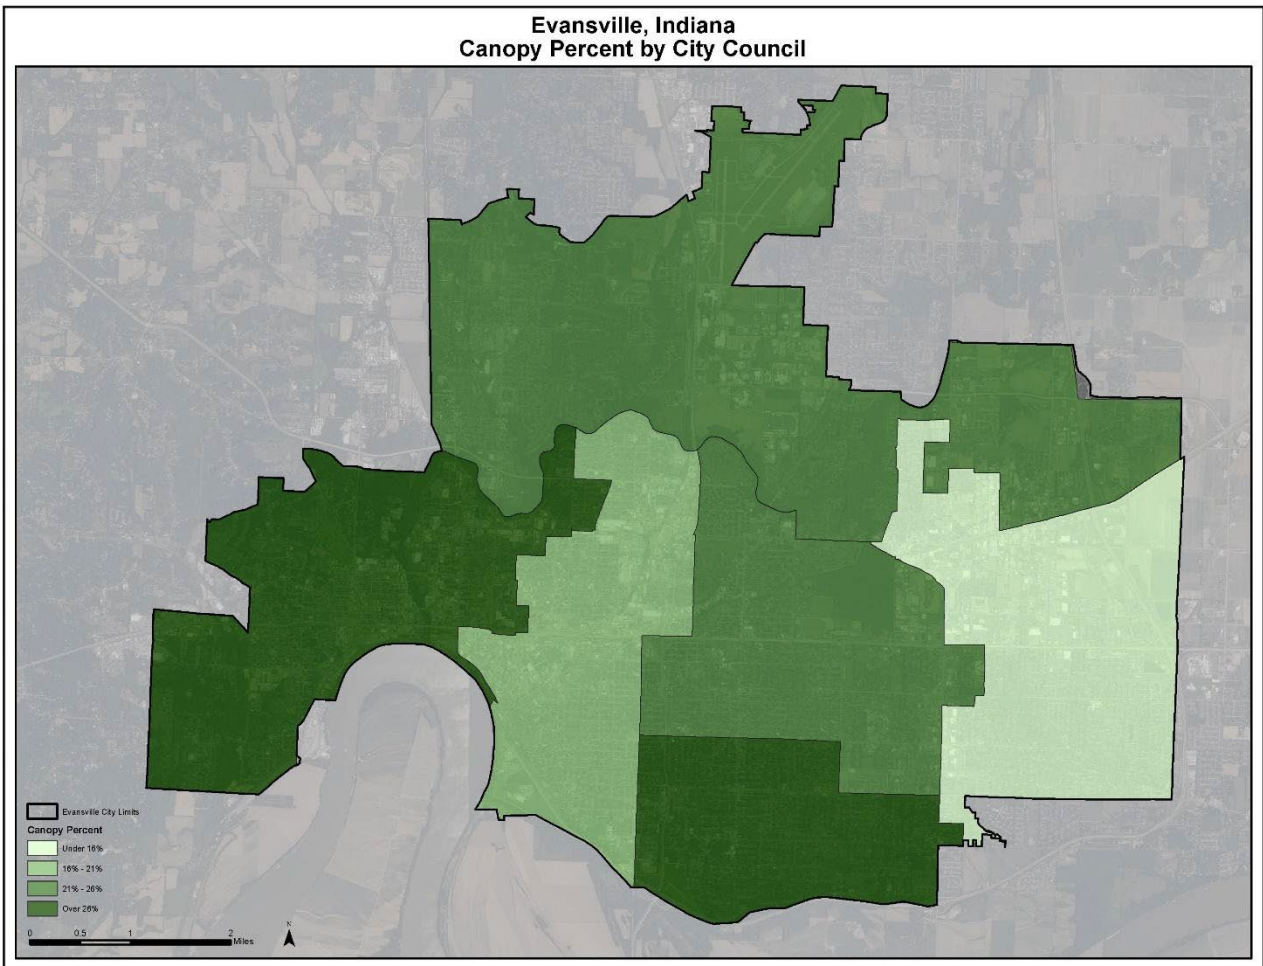 Evansville, Indiana
Canopy Percent by City Council
Evansville City Limits
Canopy Percent
Under 16%
16% - 21%
21% - 26%
Over 26%
0 0.5 1 2
Miles
N